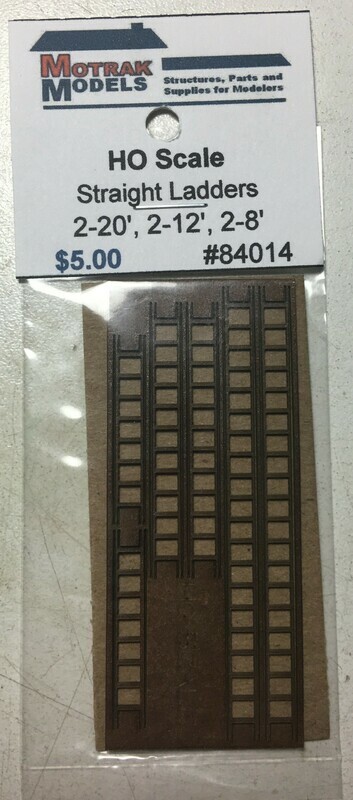 MOTRAK
MODELS
Structures, Parts and
Supplies for Modelers
HO Scale
Straight Ladders
2-20', 2-12', 2-8'
$5.00 #84014